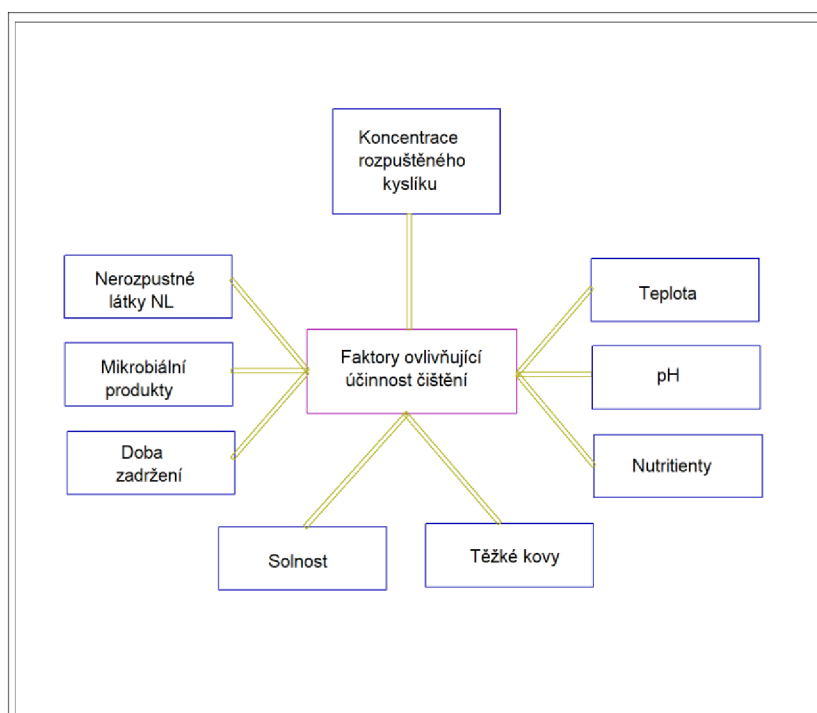 Koncentrace
rozpuštěného
kyslíku
Nerozpustné
látky NL
Teplota
Faktory ovlivňující
účinnost čištění
Mikrobiální
produkty
pH
Doba
zadržení
Nutritienty
Solnost
Těžké kovy